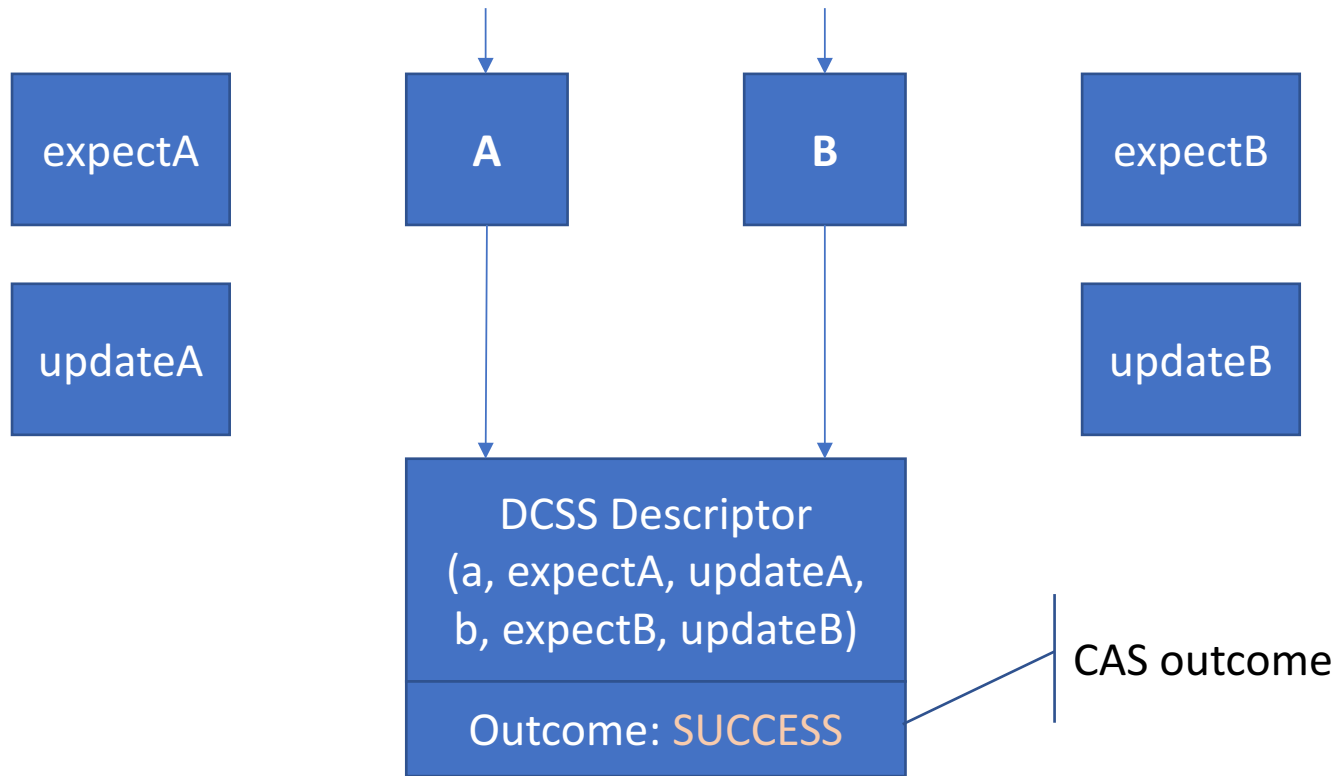 expectA
A
B
expectB
updateA
updateB
DCSS Descriptor
(a, expectA, updateA,
b, expectB, updateB)
CAS outcome
Outcome: SUCCESS